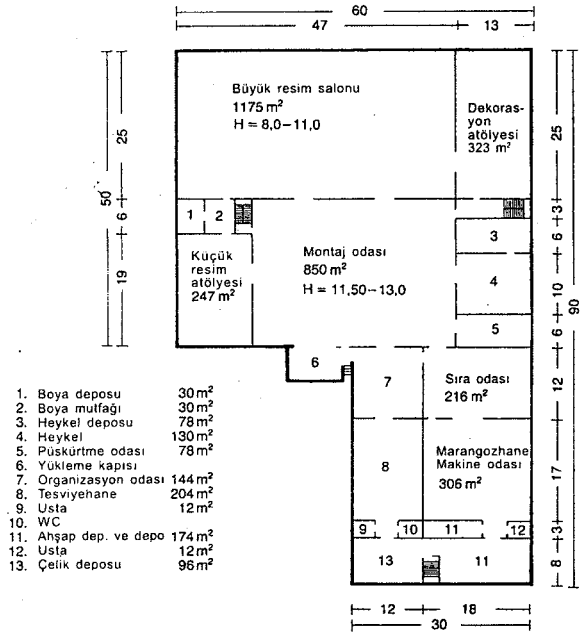 60
47
13
Büyük resim salonu
1175 m²
H = 8,0–11,0
Dekoras-
yon
atölyesi
323 m²
25
25
50
6
3
1
2
3
6
Küçük
resim
atölyesi
247 m²
Montaj odası
850 m²
H = 11,50–13,0
19
4
10
90
5
6
6
7
Sıra odası
216 m²
12
1. Boya deposu 30 m²
2. Boya mutfağı 30 m²
3. Heykel deposu 78 m²
4. Heykel 130 m²
5. Püskürtme odası 78 m²
6. Yükleme kapısı
7. Organizasyon odası 144 m²
8. Tesviyehane 204 m²
9. Usta 12 m²
10. WC
11. Ahşap dep. ve depo 174 m²
12. Usta 12 m²
13. Çelik deposu 96 m²
8
Marangozhane
Makine odası
306 m²
17
9
10
11
12
3
13
11
8
12
18
30